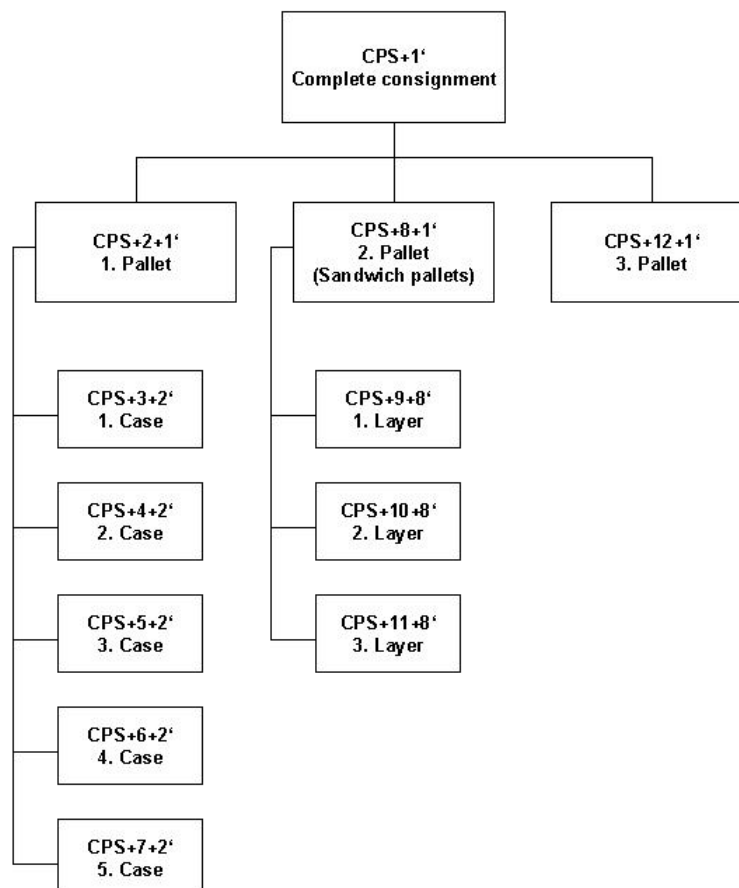 CPS+1‘
Complete consignment
CPS+2+1‘
1. Pallet
CPS+8+1‘
2. Pallet
(Sandwich pallets)
CPS+12+1‘
3. Pallet
CPS+3+2‘
1. Case
CPS+4+2‘
2. Case
CPS+5+2‘
3. Case
CPS+6+2‘
4. Case
CPS+7+2‘
5. Case
CPS+9+8‘
1. Layer
CPS+10+8‘
2. Layer
CPS+11+8‘
3. Layer